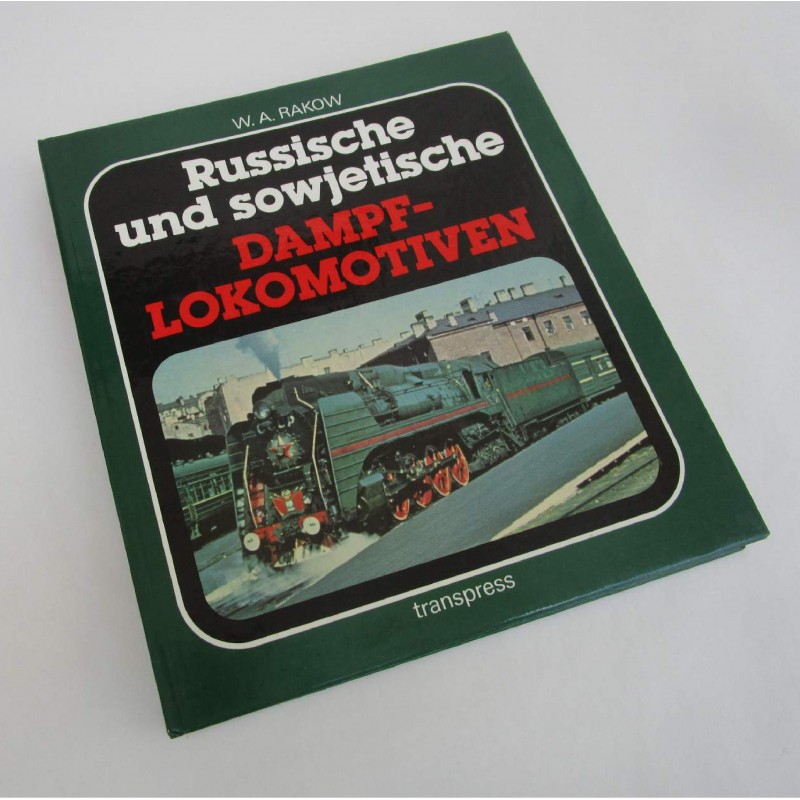 W. A. RAKOW
Russische
und sowjetische
DAMPF-
LOKOMOTIVEN
transpress